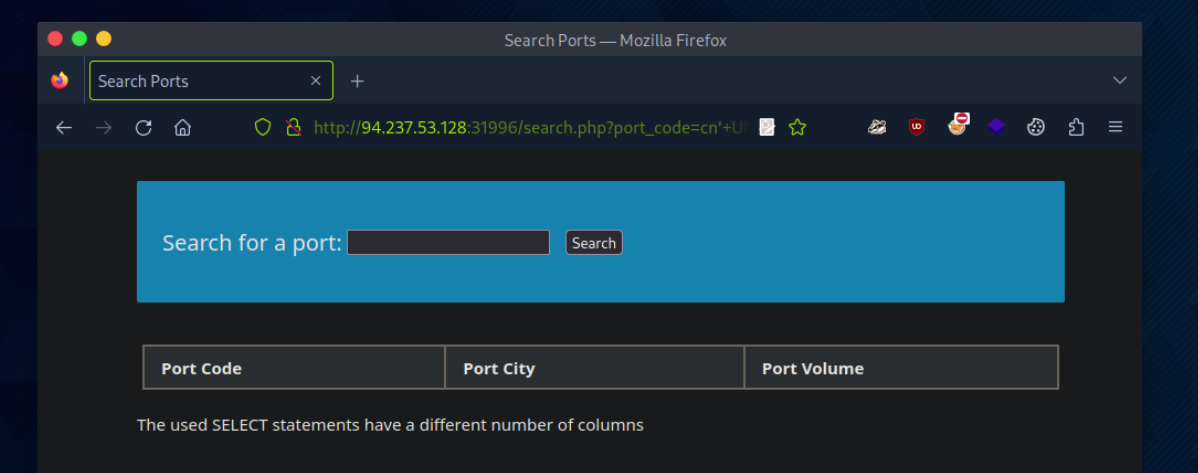 Search Ports — Mozilla Firefox
Search Ports
http://94.237.53.128:31996/search.php?port_code=cn'+U
Search for a port: Search
Port Code Port City Port Volume
The used SELECT statements have a different number of columns